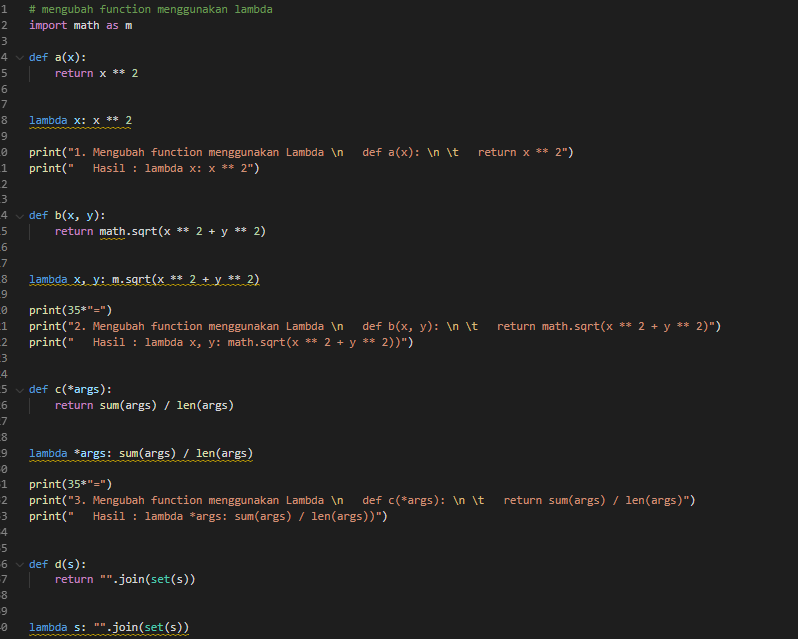 1 # mengubah function menggunakan lambda
2 import math as m
3
4 def a(x):
5 return x ** 2
6
7
8 lambda x: x ** 2
9
0 print("1. Mengubah function menggunakan Lambda \n   def a(x): \n \t   return x ** 2")
1 print("   Hasil : lambda x: x ** 2")
2
3
4 def b(x, y):
5 return math.sqrt(x ** 2 + y ** 2)
6
7
8 lambda x, y: m.sqrt(x ** 2 + y ** 2)
9
0 print(35*"=")
1 print("2. Mengubah function menggunakan Lambda \n   def b(x, y): \n \t   return math.sqrt(x ** 2 + y ** 2)")
2 print("   Hasil : lambda x, y: math.sqrt(x ** 2 + y ** 2))")
3
4
5 def c(*args):
6 return sum(args) / len(args)
7
8
9 lambda *args: sum(args) / len(args)
0
1 print(35*"=")
2 print("3. Mengubah function menggunakan Lambda \n   def c(*args): \n \t   return sum(args) / len(args)")
3 print("   Hasil : lambda *args: sum(args) / len(args))")
4
5
6 def d(s):
7 return "".join(set(s))
8
9
0 lambda s: "".join(set(s))